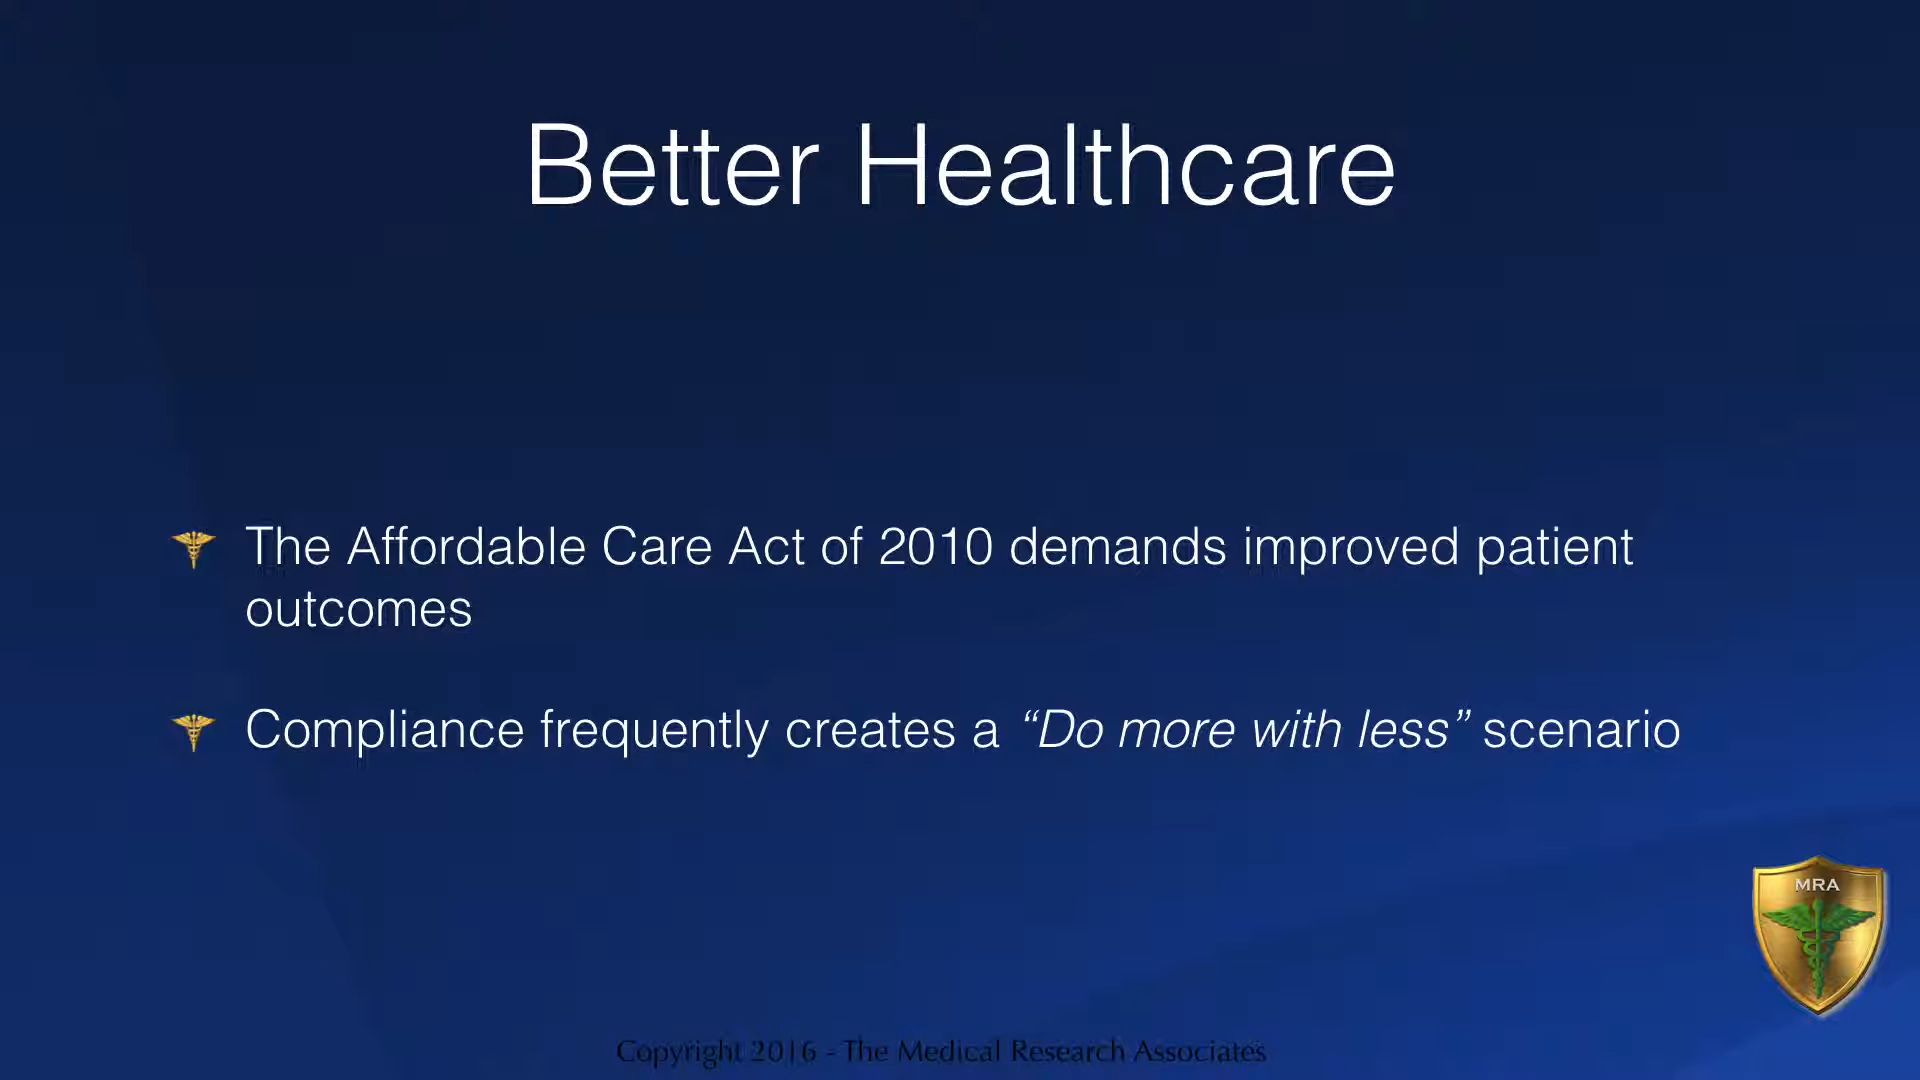 Better Healthcare
The Affordable Care Act of 2010 demands improved patient
outcomes
Compliance frequently creates a “Do more with less” scenario
MRA
Copyright 2016 - The Medical Research Associates